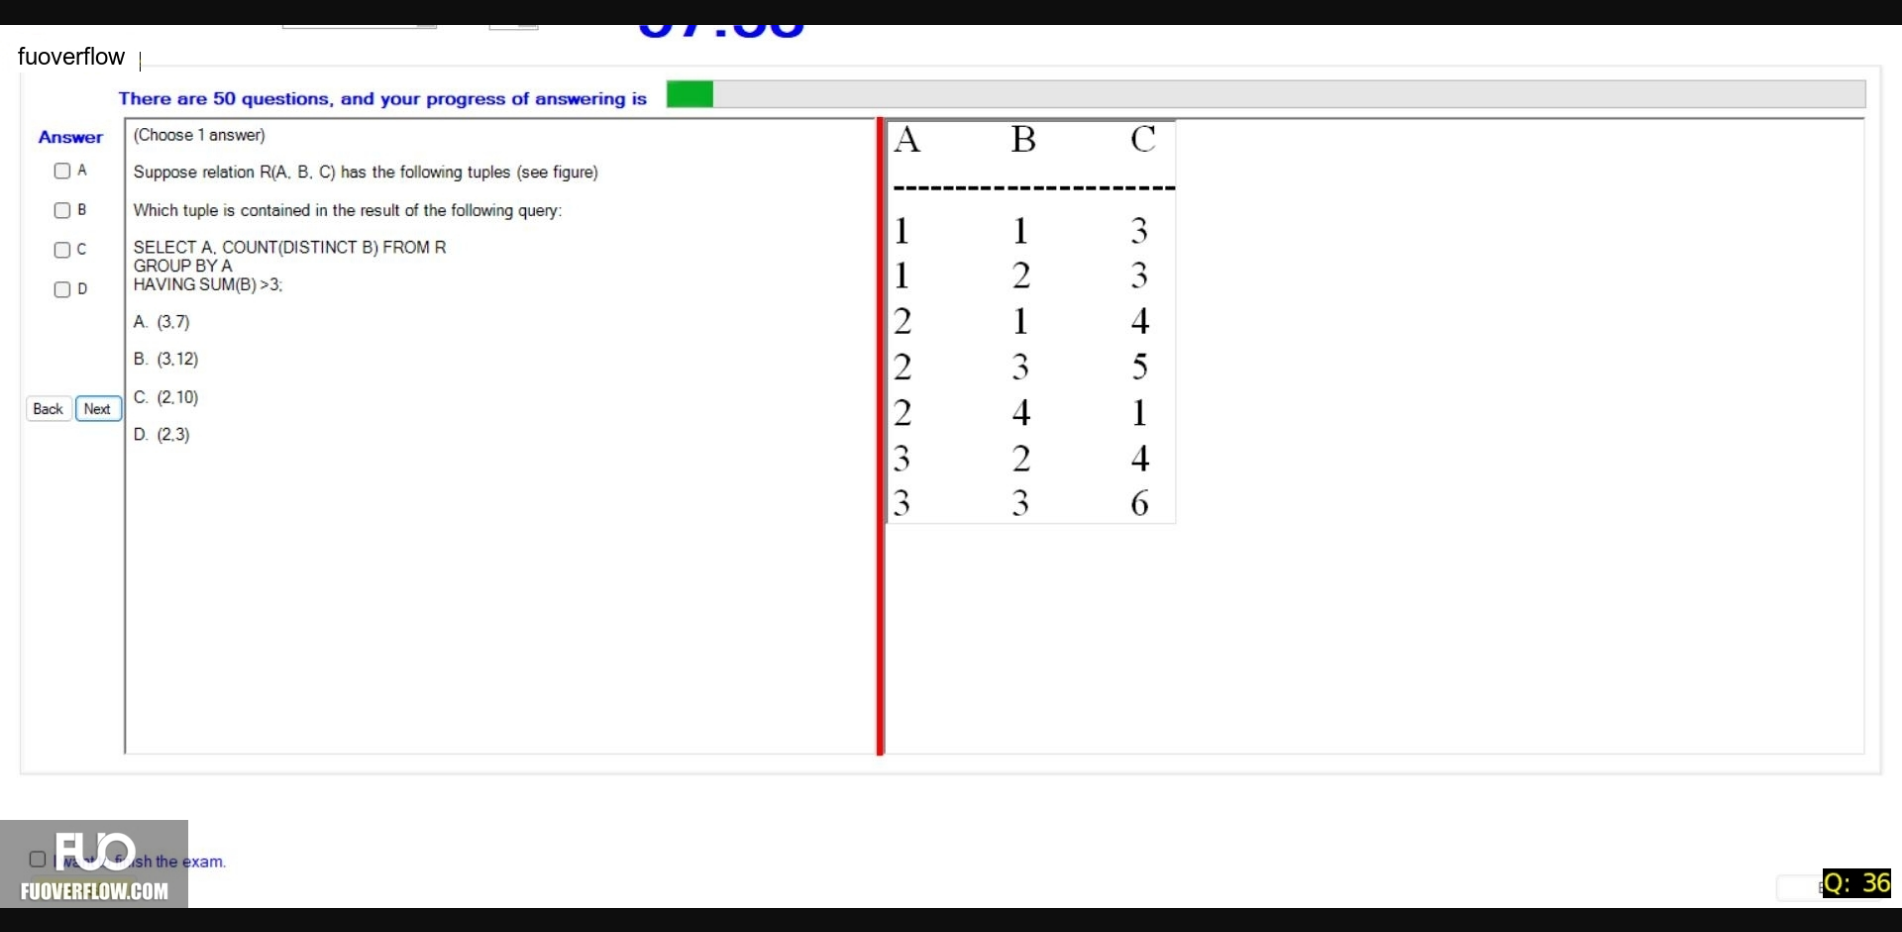 fuoverflow
There are 50 questions, and your progress of answering is
Answer
A
B
C
D
Back Next
(Choose 1 answer)
Suppose relation R(A, B, C) has the following tuples (see figure)
Which tuple is contained in the result of the following query:
SELECT A, COUNT(DISTINCT B) FROM R
GROUP BY A
HAVING SUM(B) >3;
A. (3,7)
B. (3,12)
C. (2,10)
D. (2,3)
A B C
-----------------------
1 1 3
1 2 3
2 1 4
2 3 5
2 4 1
3 2 4
3 3 6
FUO
the exam.
FUOVERFLOW.COM
Q: 36